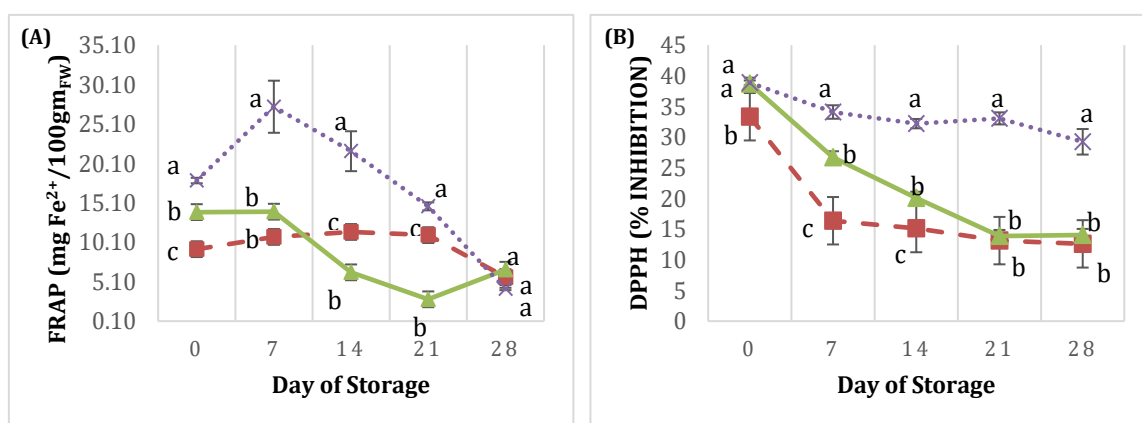 (A)
FRAP (mg Fe²⁺/100gm_FW)
35.10
30.10
25.10
20.10
15.10
10.10
5.10
0.10
a
b
c
a
b
b
a
c
b
a
c
b
a
a
a
0
7
14
21
28
Day of Storage
(B)
DPPH (% INHIBITION)
45
40
35
30
25
20
15
10
5
0
a
a
b
a
b
c
a
b
c
a
b
b
a
b
b
0
7
14
21
28
Day of Storage